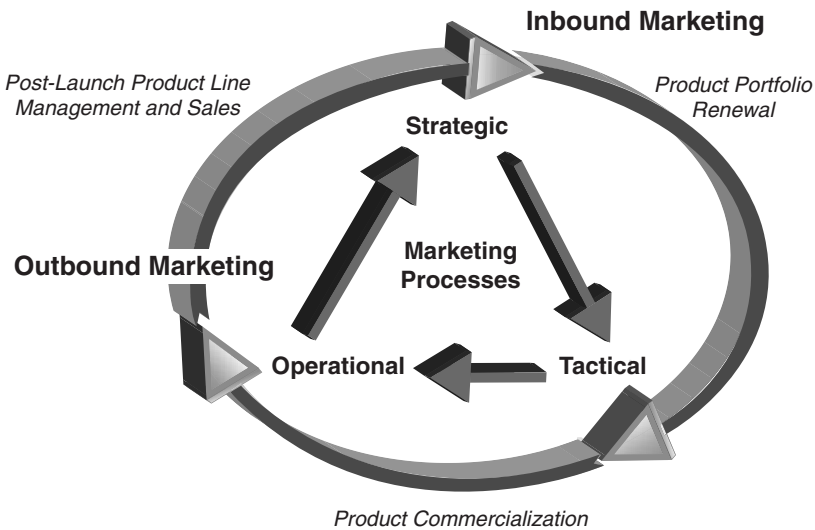 Inbound Marketing
Post-Launch Product Line
Management and Sales
Product Portfolio
Renewal
Strategic
Marketing
Processes
Outbound Marketing
Operational
Tactical
Product Commercialization